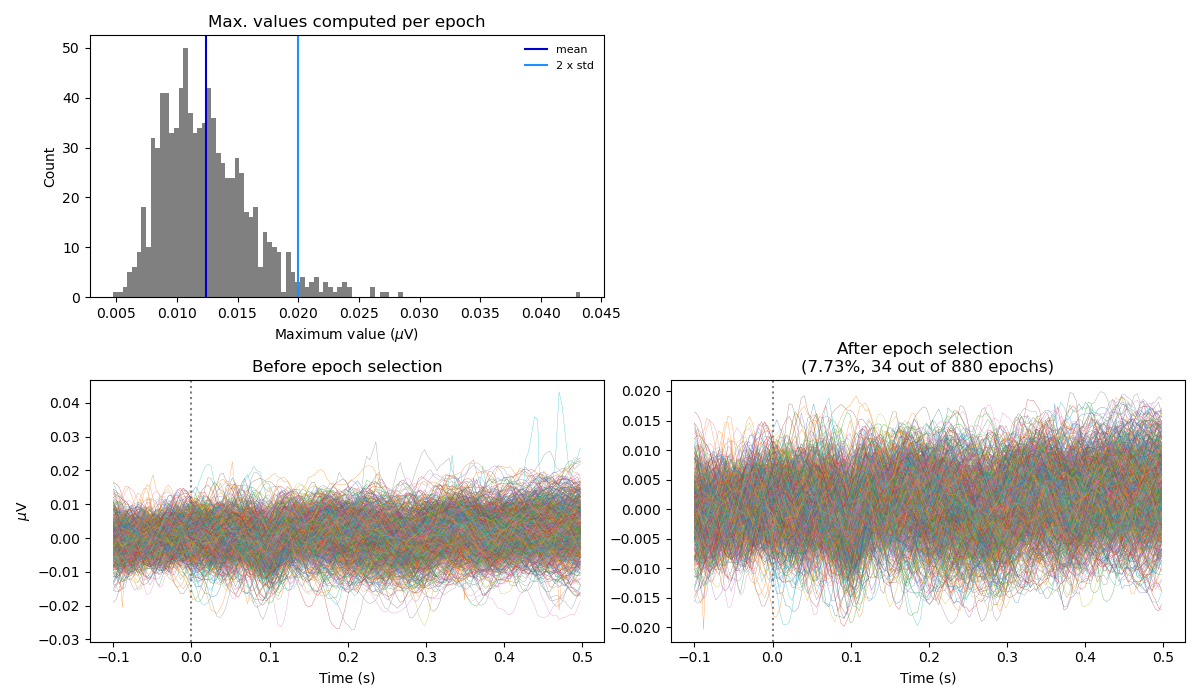 Max. values computed per epoch
50
40
30
20
10
0
Count
mean
2 x std
0.005 0.010 0.015 0.020 0.025 0.030 0.035 0.040 0.045
Maximum value (μV)
Before epoch selection
0.04
0.03
0.02
0.01
0.00
−0.01
−0.02
−0.03
μV
−0.1 0.0 0.1 0.2 0.3 0.4 0.5
Time (s)
After epoch selection
(7.73%, 34 out of 880 epochs)
0.020
0.015
0.010
0.005
0.000
−0.005
−0.010
−0.015
−0.020
−0.1 0.0 0.1 0.2 0.3 0.4 0.5
Time (s)